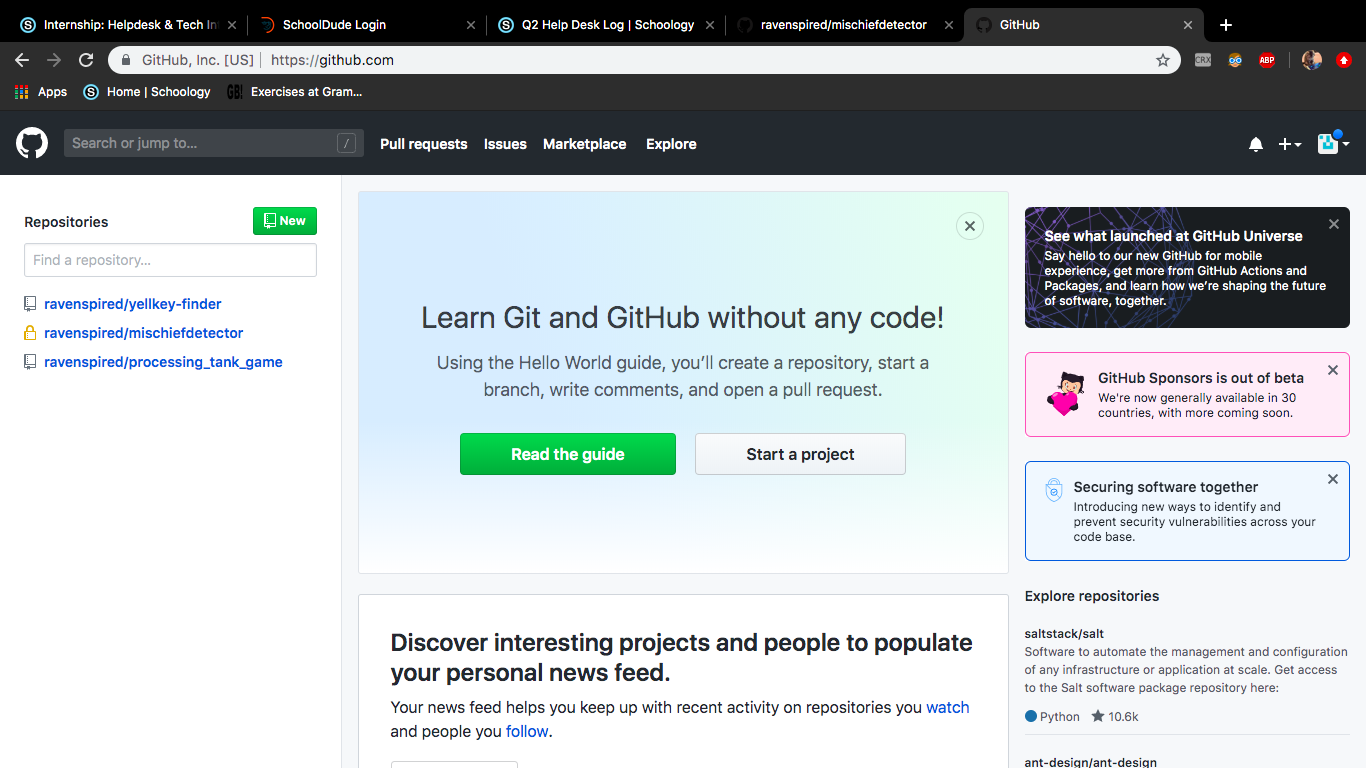 Internship: Helpdesk & Tech In
SchoolDude Login
Q2 Help Desk Log | Schoology
ravenspired/mischiefdetector
GitHub
GitHub, Inc. [US] | https://github.com
CRX
ABP
Apps
Home | Schoology
GB!
Exercises at Gram...
Search or jump to...
/
Pull requests
Issues
Marketplace
Explore
Repositories
New
Find a repository...
ravenspired/yellkey-finder
ravenspired/mischiefdetector
ravenspired/processing_tank_game
Learn Git and GitHub without any code!
Using the Hello World guide, you’ll create a repository, start a
branch, write comments, and open a pull request.
Read the guide
Start a project
Discover interesting projects and people to populate
your personal news feed.
Your news feed helps you keep up with recent activity on repositories you watch
and people you follow.
See what launched at GitHub Universe
Say hello to our new GitHub for mobile
experience, get more from GitHub Actions and
Packages, and learn how we’re shaping the future
of software, together.
GitHub Sponsors is out of beta
We're now generally available in 30
countries, with more coming soon.
Securing software together
Introducing new ways to identify and
prevent security vulnerabilities across your
code base.
Explore repositories
saltstack/salt
Software to automate the management and configuration
of any infrastructure or application at scale. Get access
to the Salt software package repository here:
Python
10.6k
ant-design/ant-design